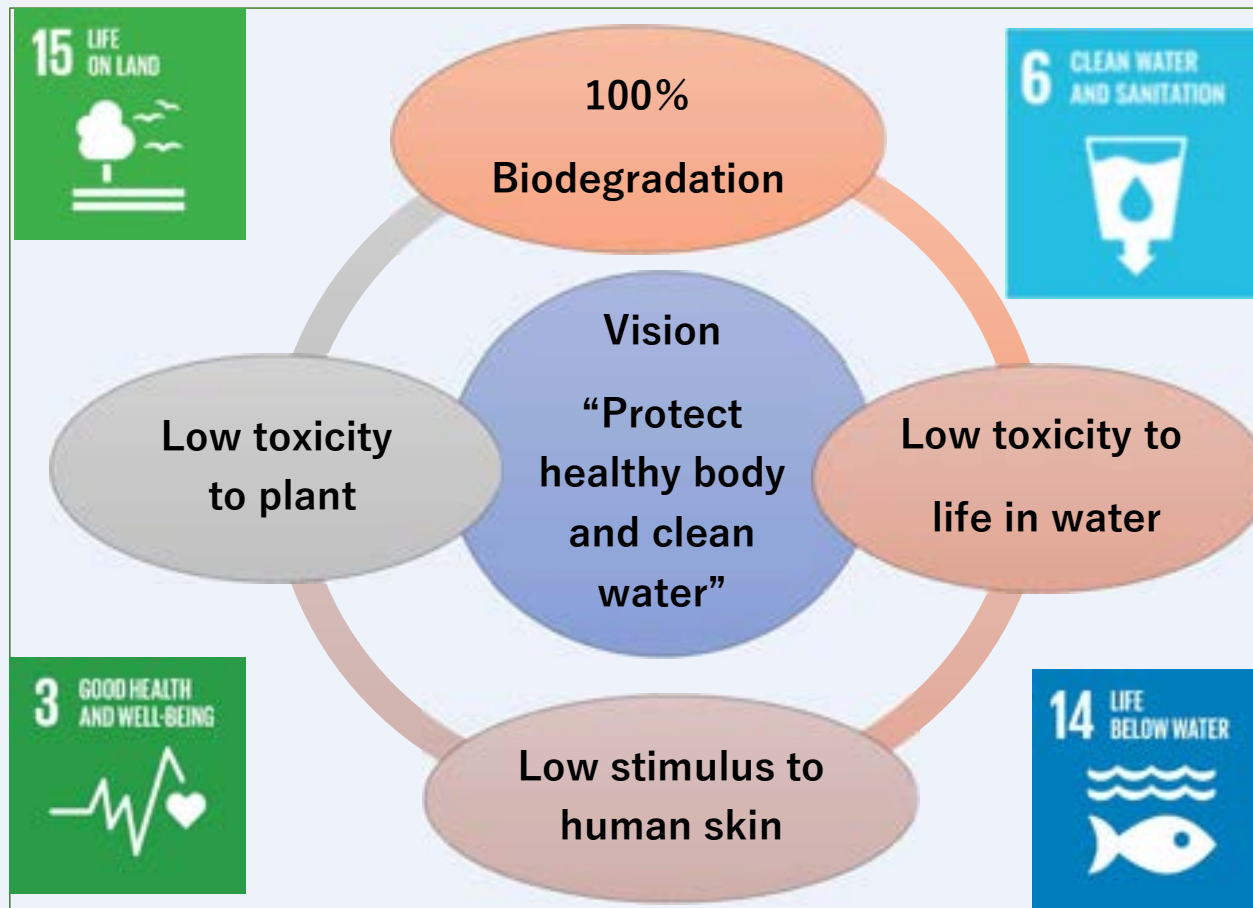 15 LIFE
ON LAND
100%
Biodegradation
6 CLEAN WATER
AND SANITATION
Vision
“Protect
healthy body
and clean
water”
Low toxicity
to plant
Low toxicity to
life in water
3 GOOD HEALTH
AND WELL-BEING
Low stimulus to
human skin
14 LIFE
BELOW WATER